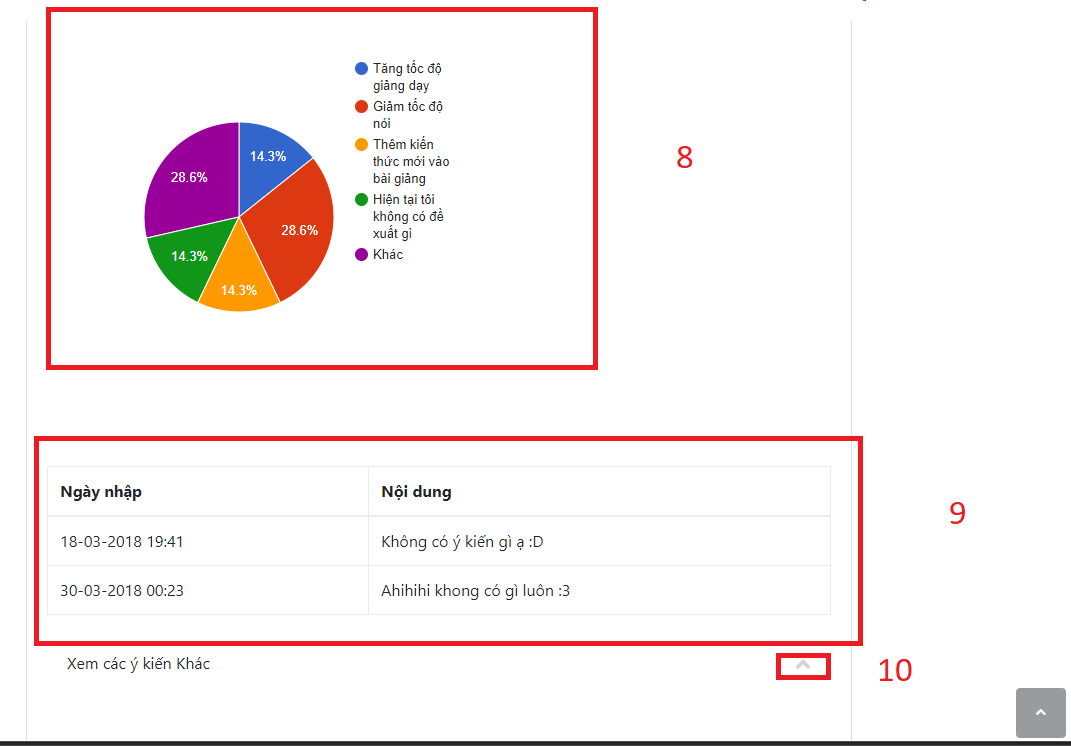 Tăng tốc độ
giảng dạy
Giảm tốc độ
nói
Thêm kiến
thức mới vào
bài giảng
Hiện tại tôi
không có đề
xuất gì
Khác
14.3%
28.6%
28.6%
14.3%
14.3%
8
Ngày nhập Nội dung
18-03-2018 19:41 Không có ý kiến gì ạ :D
30-03-2018 00:23 Ahihihi khong có gì luôn :3
9
Xem các ý kiến Khác
10